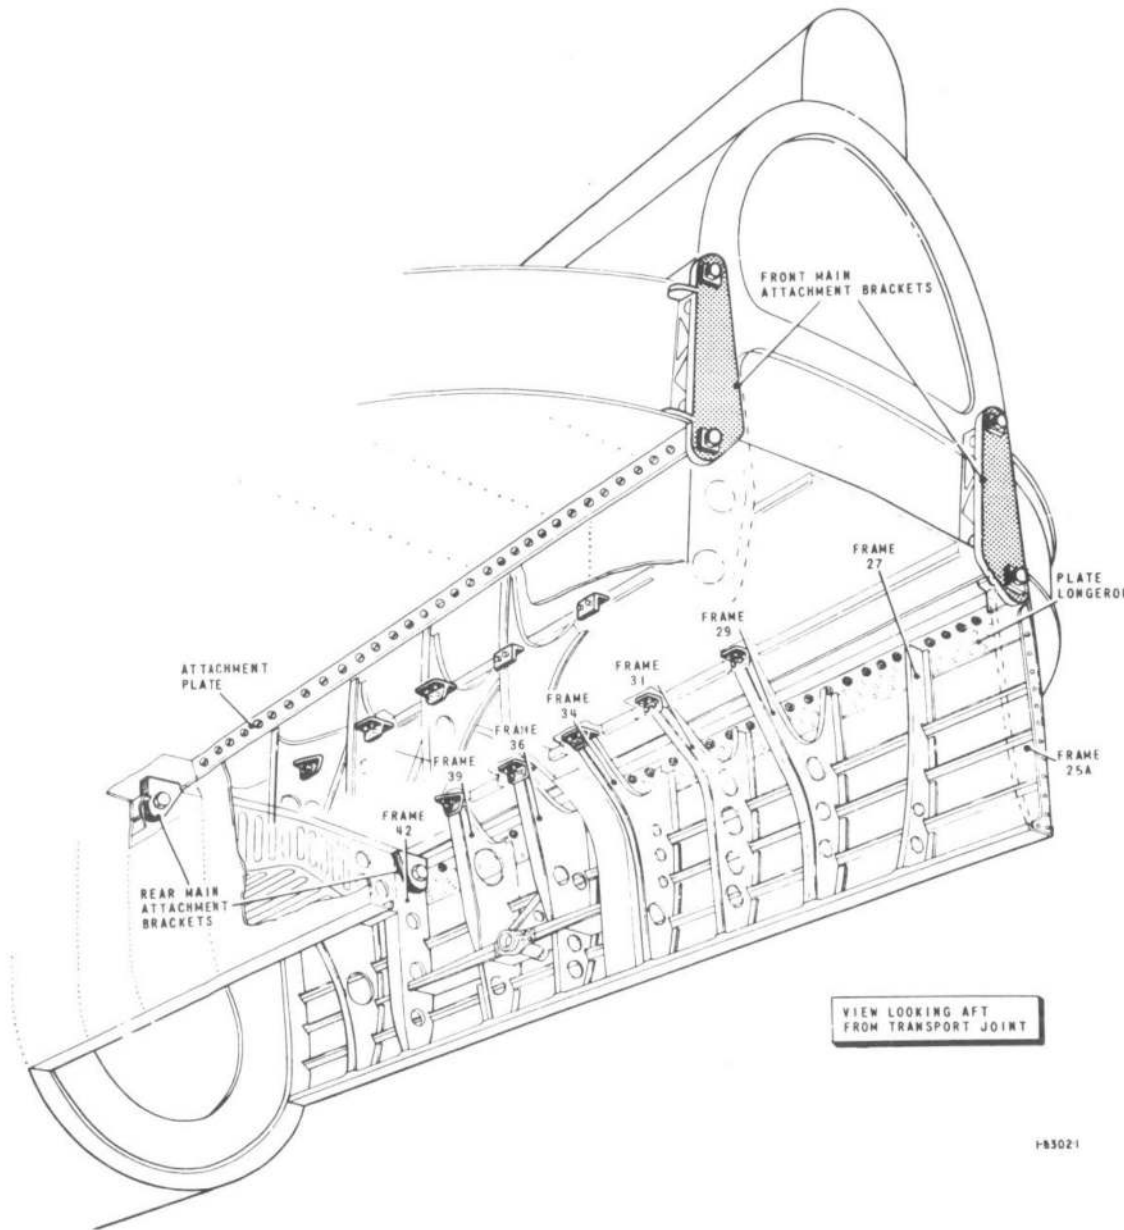 FRONT MAIN
ATTACHMENT BRACKETS
FRAME
27
PLATE
FRAME
29
FRAME
31
ATTACHMENT
PLATE
FRAME
34
FRAME
36
FRAME
39
FRAME
25A
FRAME
42
REAR MAIN
ATTACHMENT
BRACKETS
VIEW LOOKING AFT
FROM TRANSPORT JOINT